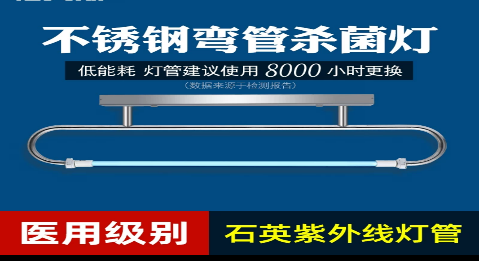 不锈钢弯管杀菌灯
低能耗 灯管建议使用 8000 小时更换
（数据来源于检测报告）
医用级别 石英紫外线灯管